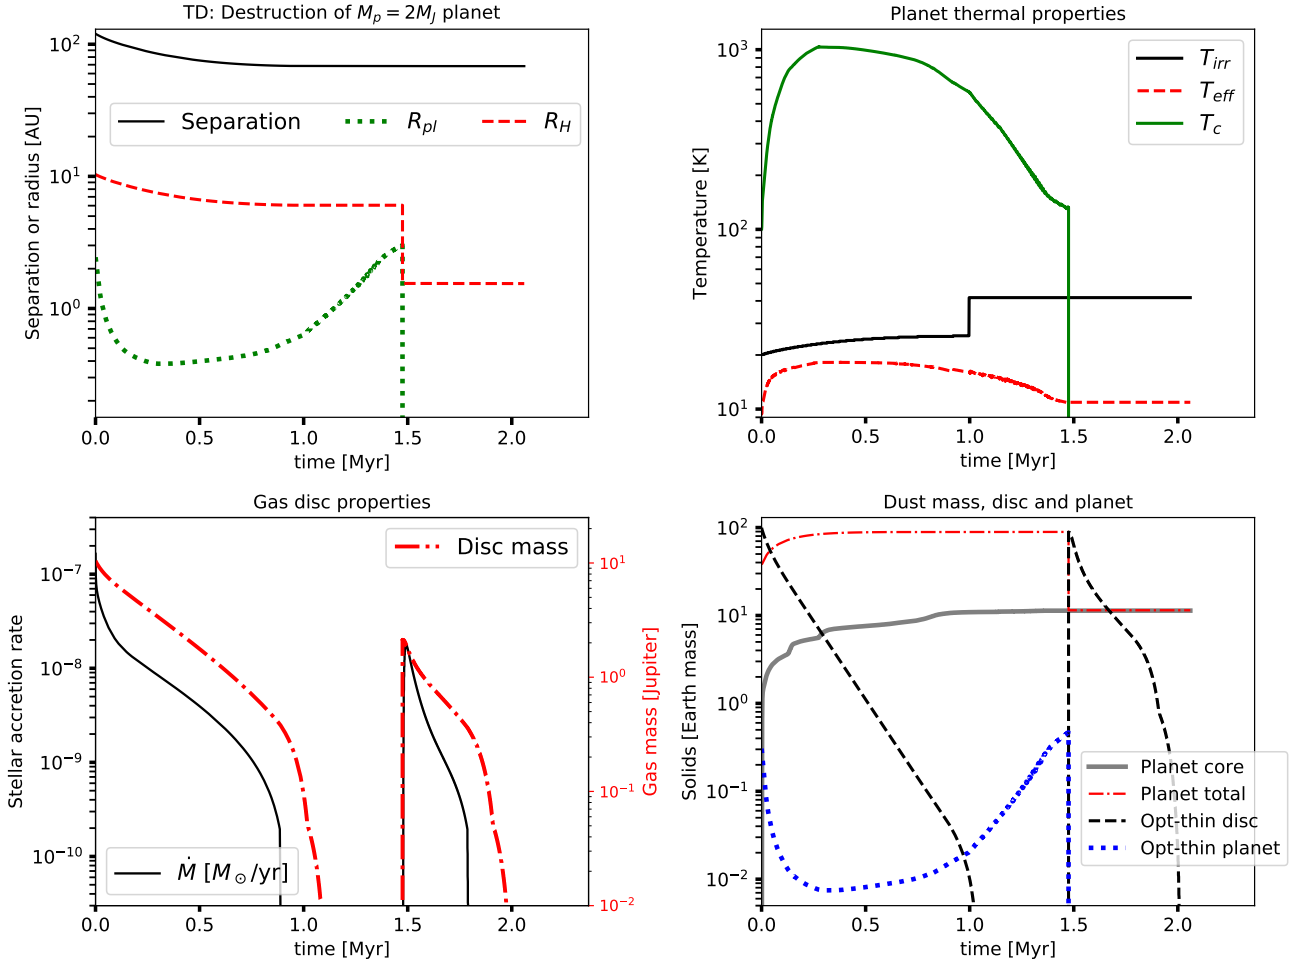 TD: Destruction of M_p = 2M_J planet
Separation or radius [AU]
10^2
10^1
10^0
Separation R_pl R_H
0.0 0.5 1.0 1.5 2.0
time [Myr]
Planet thermal properties
Temperature [K]
10^3
10^2
10^1
T_irr
T_eff
T_c
0.0 0.5 1.0 1.5 2.0
time [Myr]
Gas disc properties
Stellar accretion rate
10^-7
10^-8
10^-9
10^-10
Disc mass
Ṁ [M_⊙/yr]
10^1
10^0
10^-1
10^-2
Gas mass [Jupiter]
0.0 0.5 1.0 1.5 2.0
time [Myr]
Dust mass, disc and planet
Solids [Earth mass]
10^2
10^1
10^0
10^-1
10^-2
Planet core
Planet total
Opt-thin disc
Opt-thin planet
0.0 0.5 1.0 1.5 2.0
time [Myr]